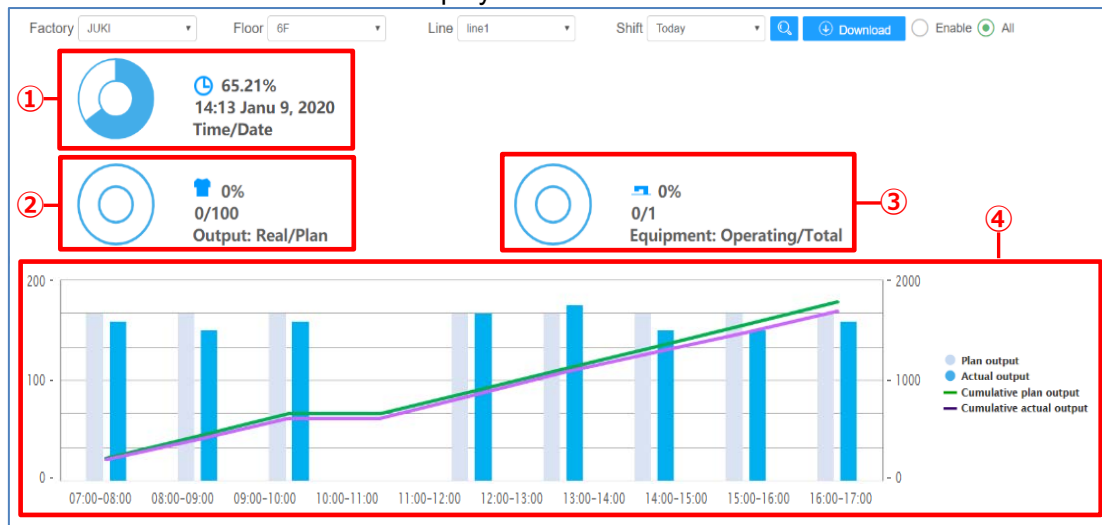 Factory JUKI Floor 6F Line line1 Shift Today Download Enable All
①
65.21%
14:13 Janu 9, 2020
Time/Date
②
0%
0/100
Output: Real/Plan
0%
0/1
Equipment: Operating/Total
③
④
200
100
0
2000
1000
0
07:00-08:00 08:00-09:00 09:00-10:00 10:00-11:00 11:00-12:00 12:00-13:00 13:00-14:00 14:00-15:00 15:00-16:00 16:00-17:00
Plan output
Actual output
Cumulative plan output
Cumulative actual output